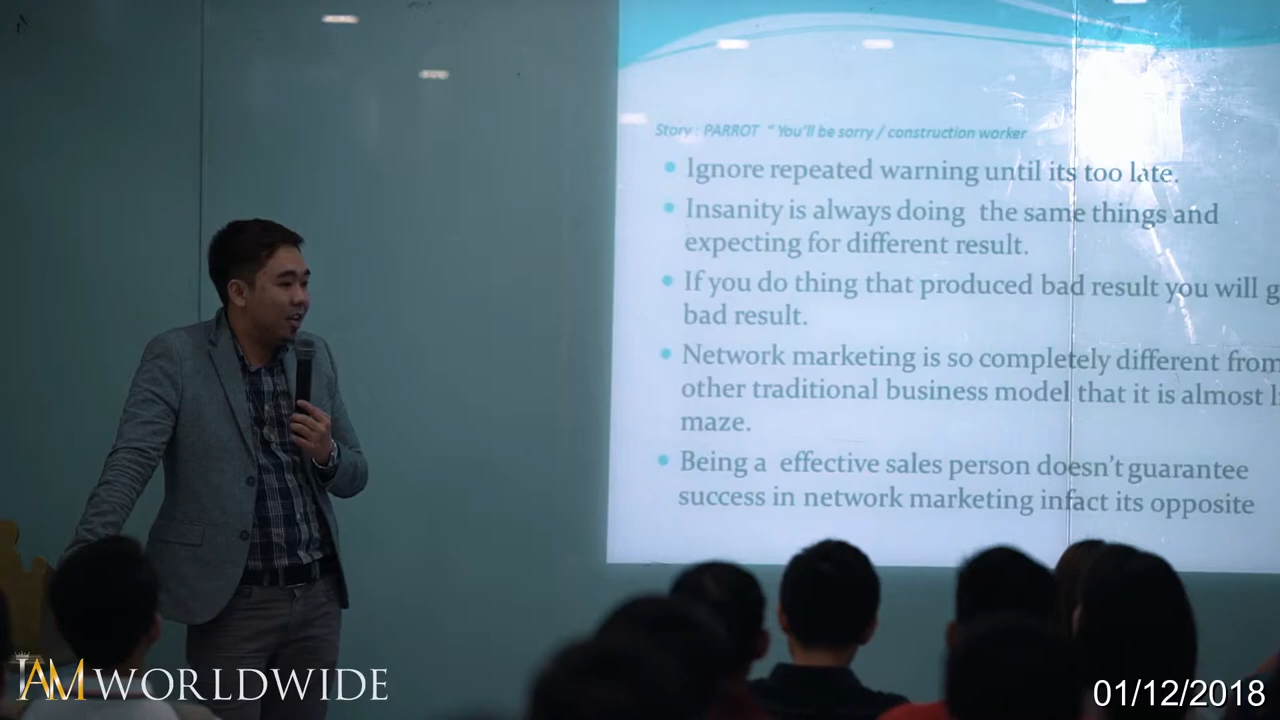 Story : PARROT " You'll be sorry / construction worker
Ignore repeated warning until its too late.
Insanity is always doing the same things and
expecting for different result.
If you do thing that produced bad result you will g
bad result.
Network marketing is so completely different from
other traditional business model that it is almost l
maze.
Being a effective sales person doesn't guarantee
success in network marketing infact its opposite
IAM WORLDWIDE
01/12/2018